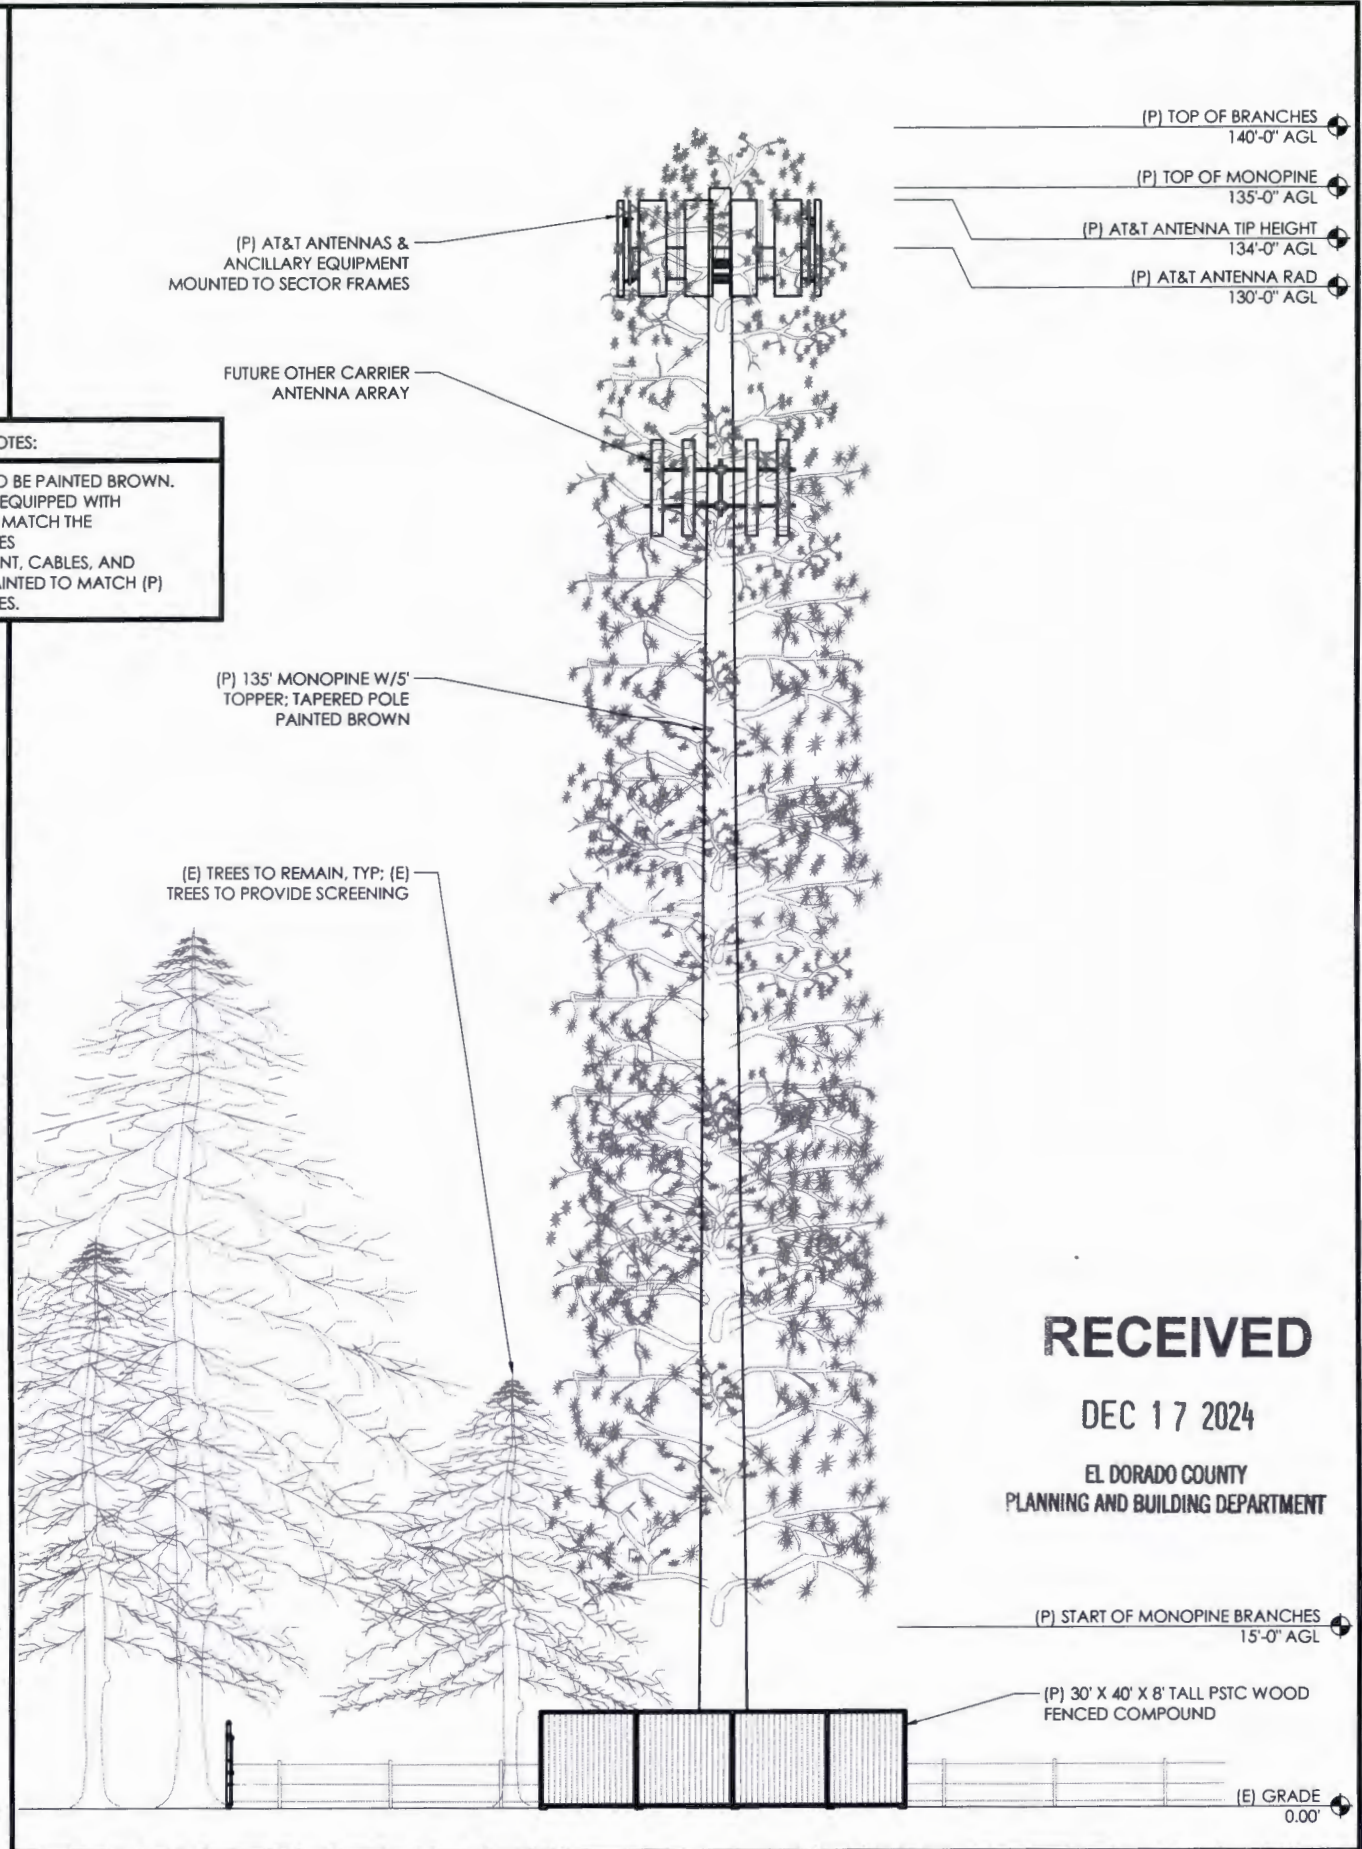 (P) TOP OF BRANCHES
140'-0" AGL
(P) TOP OF MONOPINE
135'-0" AGL
(P) AT&T ANTENNA TIP HEIGHT
134'-0" AGL
(P) AT&T ANTENNA RAD
130'-0" AGL
(P) AT&T ANTENNAS &
ANCILLARY EQUIPMENT
MOUNTED TO SECTOR FRAMES
FUTURE OTHER CARRIER
ANTENNA ARRAY
OTES:
O BE PAINTED BROWN.
EQUIPPED WITH
MATCH THE
ES
NT, CABLES, AND
AINTED TO MATCH (P)
ES.
(P) 135' MONOPINE W/5'
TOPPER; TAPERED POLE
PAINTED BROWN
(E) TREES TO REMAIN, TYP; (E)
TREES TO PROVIDE SCREENING
RECEIVED
DEC 17 2024
EL DORADO COUNTY
PLANNING AND BUILDING DEPARTMENT
(P) START OF MONOPINE BRANCHES
15'-0" AGL
(P) 30' X 40' X 8' TALL PSTC WOOD
FENCED COMPOUND
(E) GRADE
0.00'